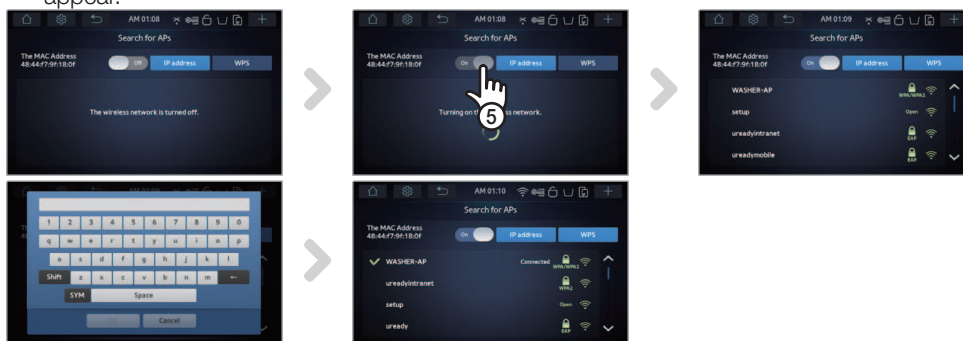 appear.
AM 01:08
Search for APs
The MAC Address
48:44:f7:9f:18:0f
Off
IP address
WPS
The wireless network is turned off.
AM 01:08
Search for APs
The MAC Address
48:44:f7:9f:18:0f
On
IP address
WPS
Turning on
network.
5
AM 01:09
Search for APs
The MAC Address
48:44:f7:9f:18:0f
On
IP address
WPS
WASHER-AP
WPA/WPA2
setup
Open
ureadyintranet
EAP
ureadymobile
EAP
AM 01:09
1 2 3 4 5 6 7 8 9 0
q w e r t y u i o p
a s d f g h j k l
Shift z x c v b n m ←
SYM Space
Cancel
AM 01:10
Search for APs
The MAC Address
48:44:f7:9f:18:0f
On
IP address
WPS
WASHER-AP
Connected
WPA/WPA2
ureadyintranet
WPA2
setup
Open
uready
EAP